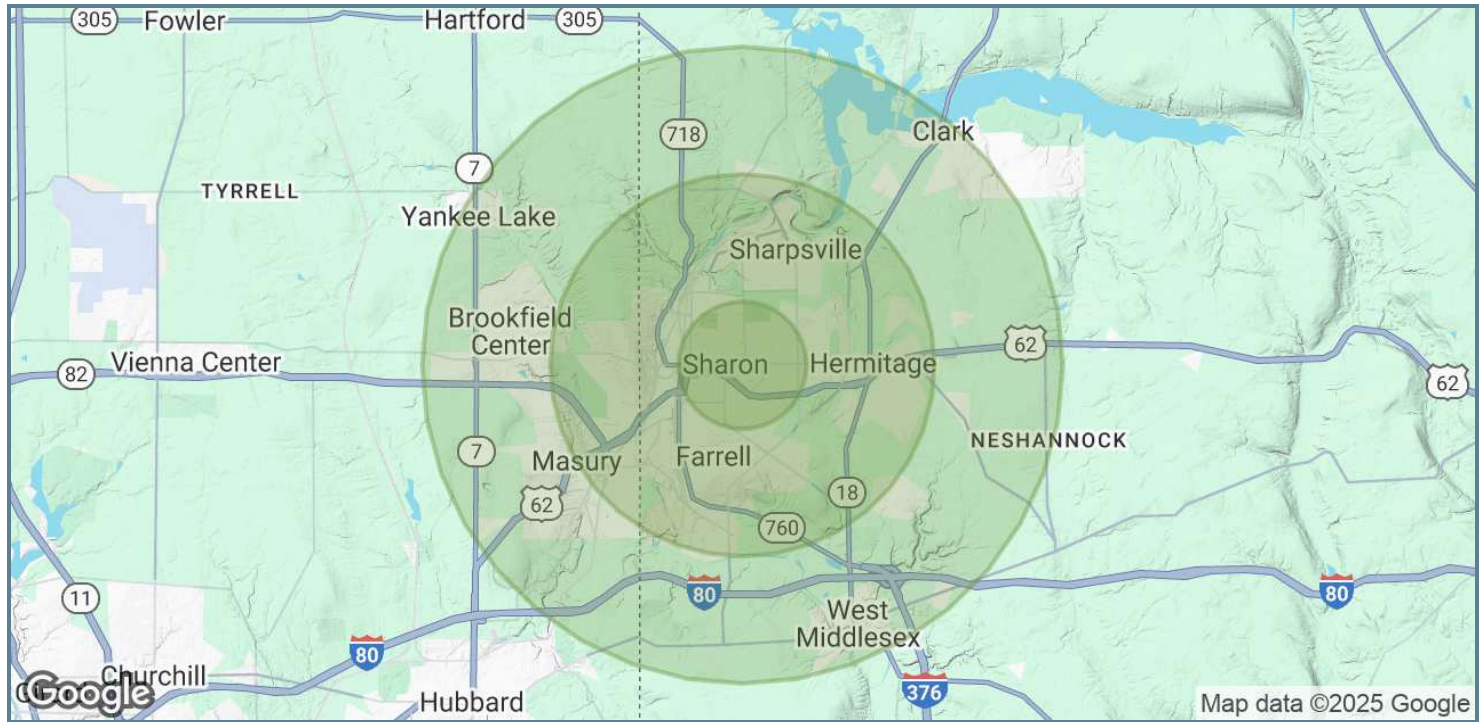 305
Fowler
Hartford
305
718
Clark
7
TYRRELL
Yankee Lake
Sharpsville
Brookfield
Center
62
Vienna Center
82
Sharon
Hermitage
62
NESHANNOCK
7
Masury
Farrell
62
18
760
11
80
80
80
West
Middlesex
Churchill
Hubbard
376
Google
Map data ©2025 Google